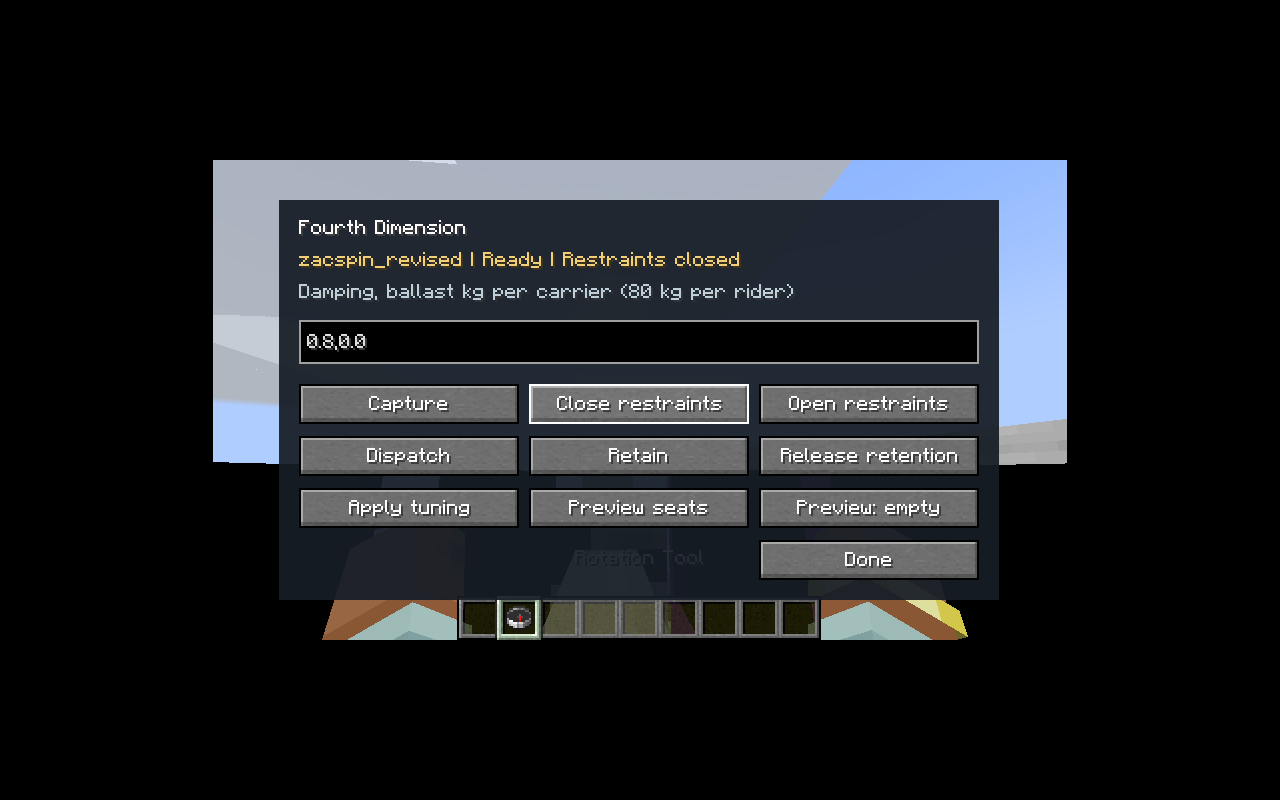 Fourth Dimension
zacspin_revised | Ready | Restraints closed
Damping, ballast kg per carrier (80 kg per rider)
0.8,0.0
Capture
Close restraints
Open restraints
Dispatch
Retain
Release retention
Apply tuning
Preview seats
Preview: empty
Rotation Tool
Done